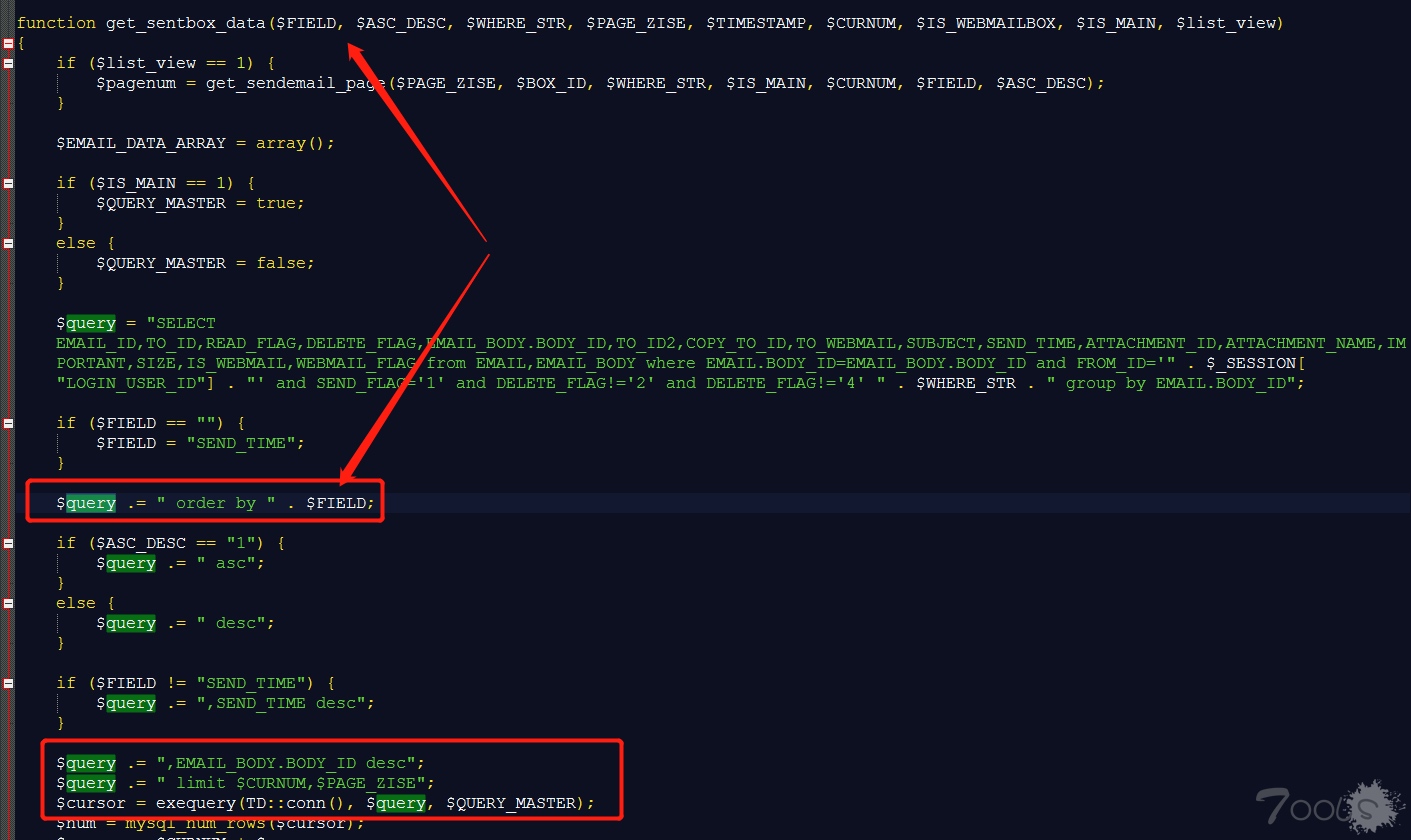 function get_sentbox_data($FIELD, $ASC_DESC, $WHERE_STR, $PAGE_ZISE, $TIMESTAMP, $CURNUM, $IS_WEBMAILBOX, $IS_MAIN, $list_view)
{
if ($list_view == 1) {
$pagenum = get_sendemail_page($PAGE_ZISE, $BOX_ID, $WHERE_STR, $IS_MAIN, $CURNUM, $FIELD, $ASC_DESC);
}
$EMAIL_DATA_ARRAY = array();
if ($IS_MAIN == 1) {
$QUERY_MASTER = true;
}
else {
$QUERY_MASTER = false;
}
$query = "SELECT
EMAIL_ID,TO_ID,READ_FLAG,DELETE_FLAG,EMAIL_BODY.BODY_ID,TO_ID2,COPY_TO_ID,TO_WEBMAIL,SUBJECT,SEND_TIME,ATTACHMENT_ID,ATTACHMENT_NAME,IM
PORTANT,SIZE,IS_WEBMAIL,WEBMAIL_FLAG from EMAIL,EMAIL_BODY where EMAIL.BODY_ID=EMAIL_BODY.BODY_ID and FROM_ID='" . $_SESSION[
"LOGIN_USER_ID"] . "' and SEND_FLAG='1' and DELETE_FLAG!='2' and DELETE_FLAG!='4' " . $WHERE_STR . " group by EMAIL.BODY_ID";
if ($FIELD == "") {
$FIELD = "SEND_TIME";
}
$query .= " order by " . $FIELD;
if ($ASC_DESC == "1") {
$query .= " asc";
}
else {
$query .= " desc";
}
if ($FIELD != "SEND_TIME") {
$query .= ",SEND_TIME desc";
}
$query .= ",EMAIL_BODY.BODY_ID desc";
$query .= " limit $CURNUM,$PAGE_ZISE";
$cursor = exequery(TD::conn(), $query, $QUERY_MASTER);
$num = mysql_num_rows($cursor);
7ools